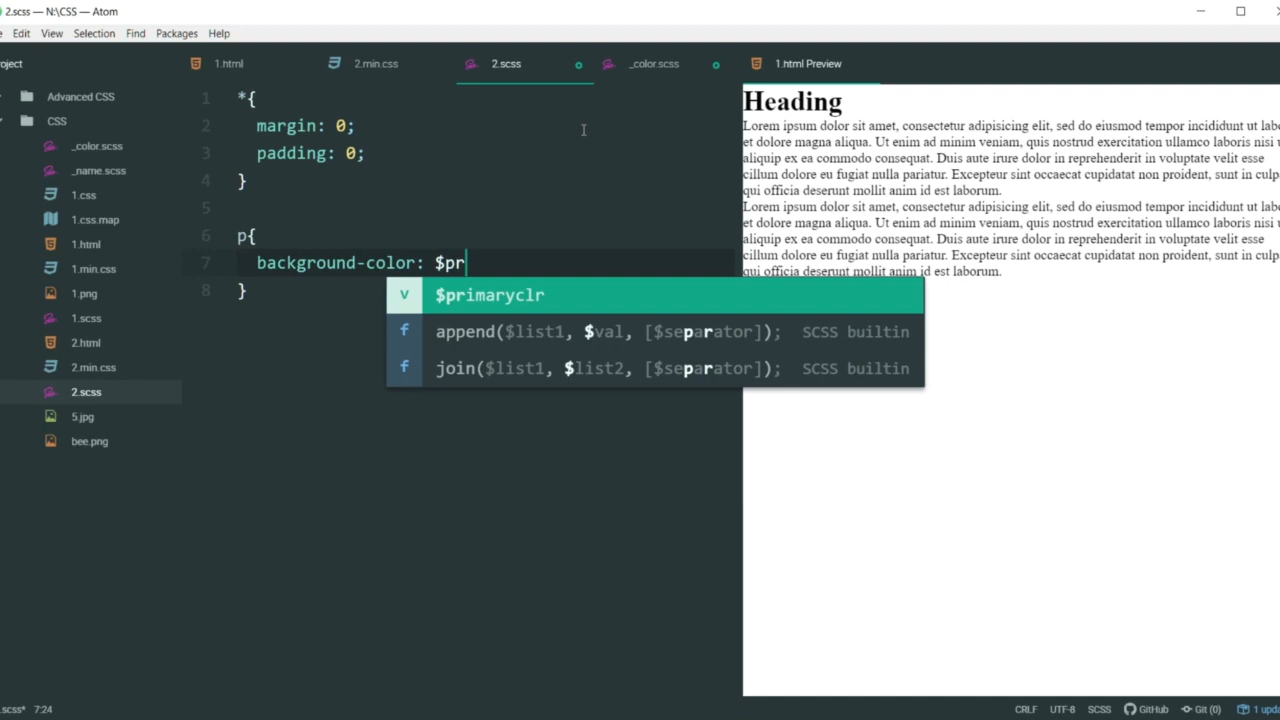 2.scss — N:\CSS — Atom
Edit View Selection Find Packages Help
oject
1.html
2.min.css
2.scss
_color.scss
1.html Preview
Advanced CSS
CSS
_color.scss
_name.scss
1.css
1.css.map
1.html
1.min.css
1.png
1.scss
2.html
2.min.css
2.scss
5.jpg
bee.png
1 *{
2 margin: 0;
3 padding: 0;
4 }
5
6 p{
7 background-color: $pr
8 }
v $primaryclr
f append($list1, $val, [$separator]); SCSS builtin
f join($list1, $list2, [$separator]); SCSS builtin
Heading
Lorem ipsum dolor sit amet, consectetur adipisicing elit, sed do eiusmod tempor incididunt ut labo
et dolore magna aliqua. Ut enim ad minim veniam, quis nostrud exercitation ullamco laboris nisi u
aliquip ex ea commodo consequat. Duis aute irure dolor in reprehenderit in voluptate velit esse
cillum dolore eu fugiat nulla pariatur. Excepteur sint occaecat cupidatat non proident, sunt in culpa
qui officia deserunt mollit anim id est laborum.
Lorem ipsum dolor sit amet, consectetur adipisicing elit, sed do eiusmod tempor incididunt ut labo
et dolore magna aliqua. Ut enim ad minim veniam, quis nostrud exercitation ullamco laboris nisi u
aliquip ex ea commodo consequat. Duis aute irure dolor in reprehenderit in voluptate velit esse
cillum dolore eu fugiat nulla pariatur. Excepteur sint occaecat cupidatat non proident, sunt in culpa
qui officia deserunt mollit anim id est laborum.
.scss* 7:24
CRLF UTF-8 SCSS GitHub Git (0) 1 upda